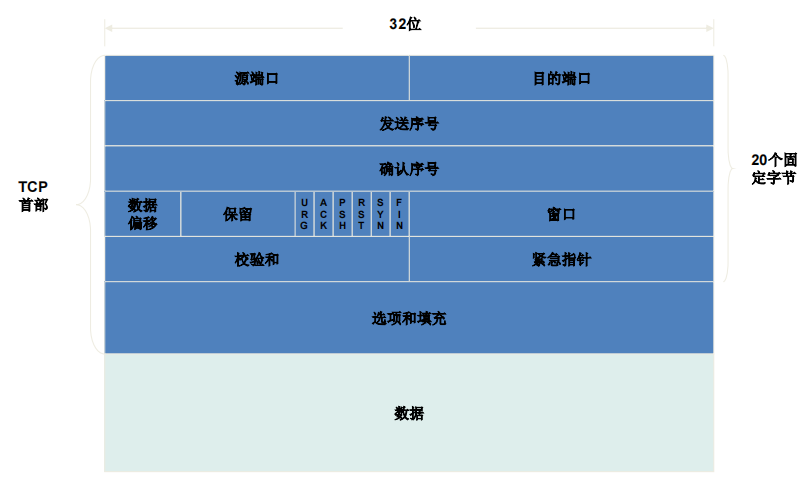 32位
源端口
目的端口
发送序号
确认序号
TCP
首部
20个固
定字节
数据
偏移
保留
URG
ACK
PSH
RST
SYN
FIN
窗口
校验和
紧急指针
选项和填充
数据